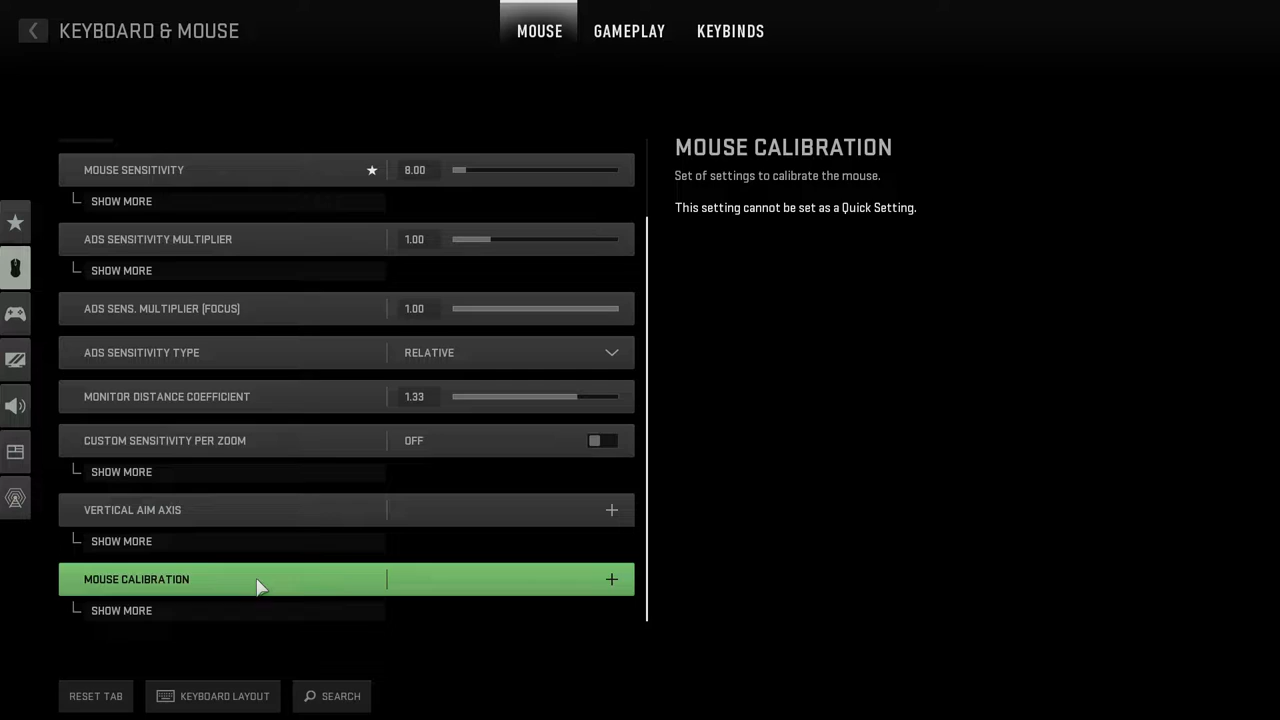 KEYBOARD & MOUSE
MOUSE GAMEPLAY KEYBINDS
MOUSE SENSITIVITY 8.00
SHOW MORE
ADS SENSITIVITY MULTIPLIER 1.00
SHOW MORE
ADS SENS. MULTIPLIER (FOCUS) 1.00
ADS SENSITIVITY TYPE RELATIVE
MONITOR DISTANCE COEFFICIENT 1.33
CUSTOM SENSITIVITY PER ZOOM OFF
SHOW MORE
VERTICAL AIM AXIS
SHOW MORE
MOUSE CALIBRATION
SHOW MORE
MOUSE CALIBRATION
Set of settings to calibrate the mouse.
This setting cannot be set as a Quick Setting.
RESET TAB KEYBOARD LAYOUT SEARCH